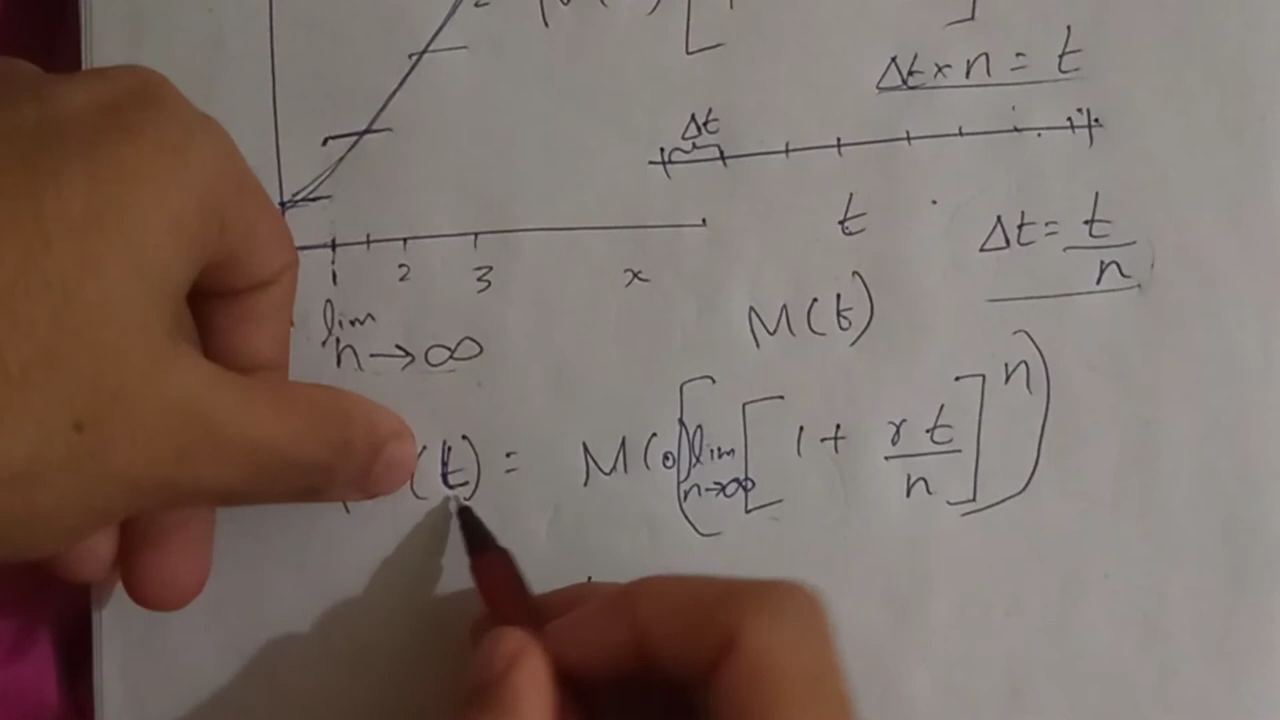 Δt x n = t
Δt
t
Δt = t/n
1 2 3 x
lim n→∞
M(t)
(t) = M(0) ( lim n→∞ [ 1 + rt/n ]^n )